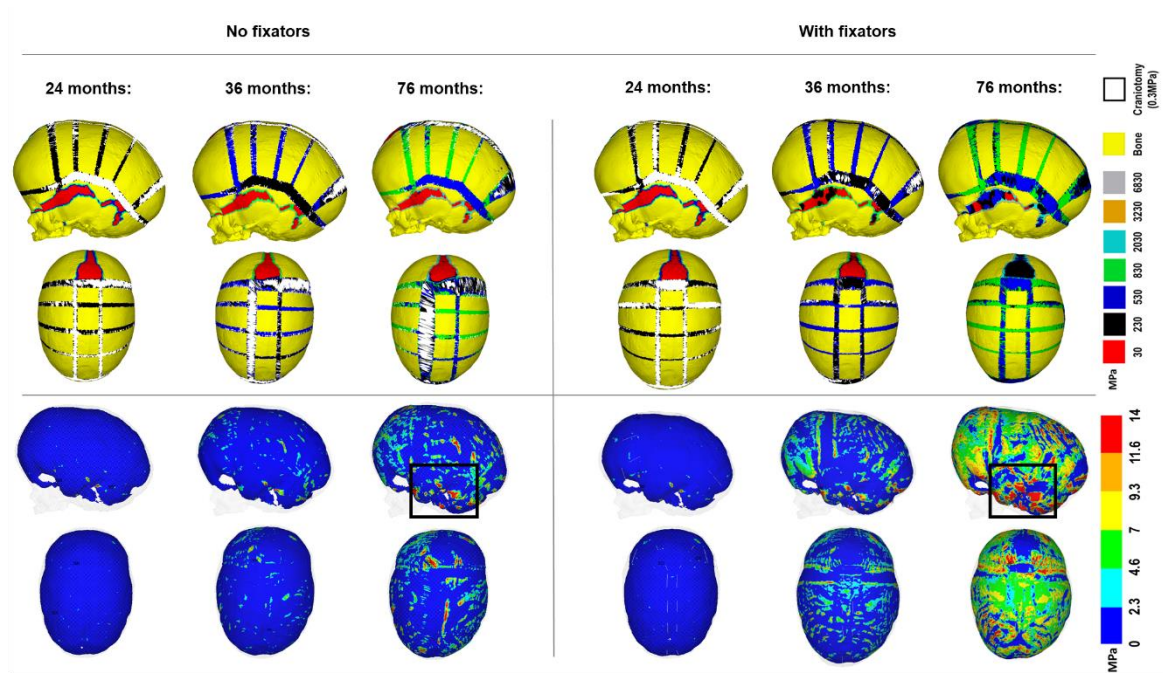 No fixators
With fixators
24 months:
36 months:
76 months:
24 months:
36 months:
76 months:
Craniotomy
(0.3MPa)
Bone
6830
3230
2030
830
530
230
30
MPa
14
11.6
9.3
7
4.6
2.3
0
MPa